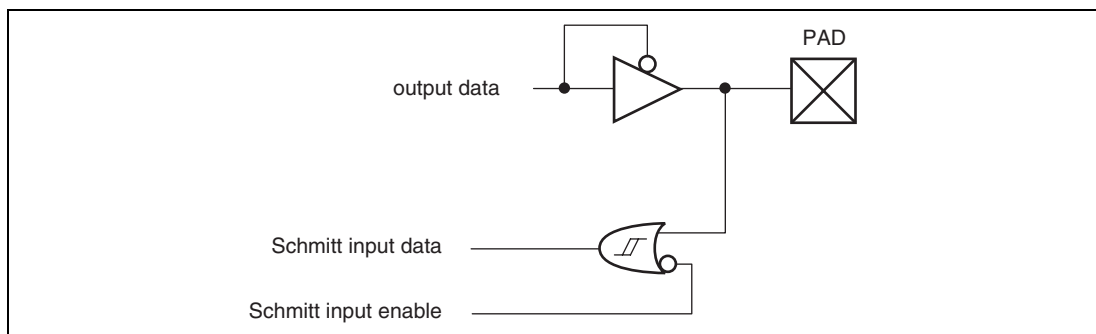 PAD
output data
Schmitt input data
Schmitt input enable